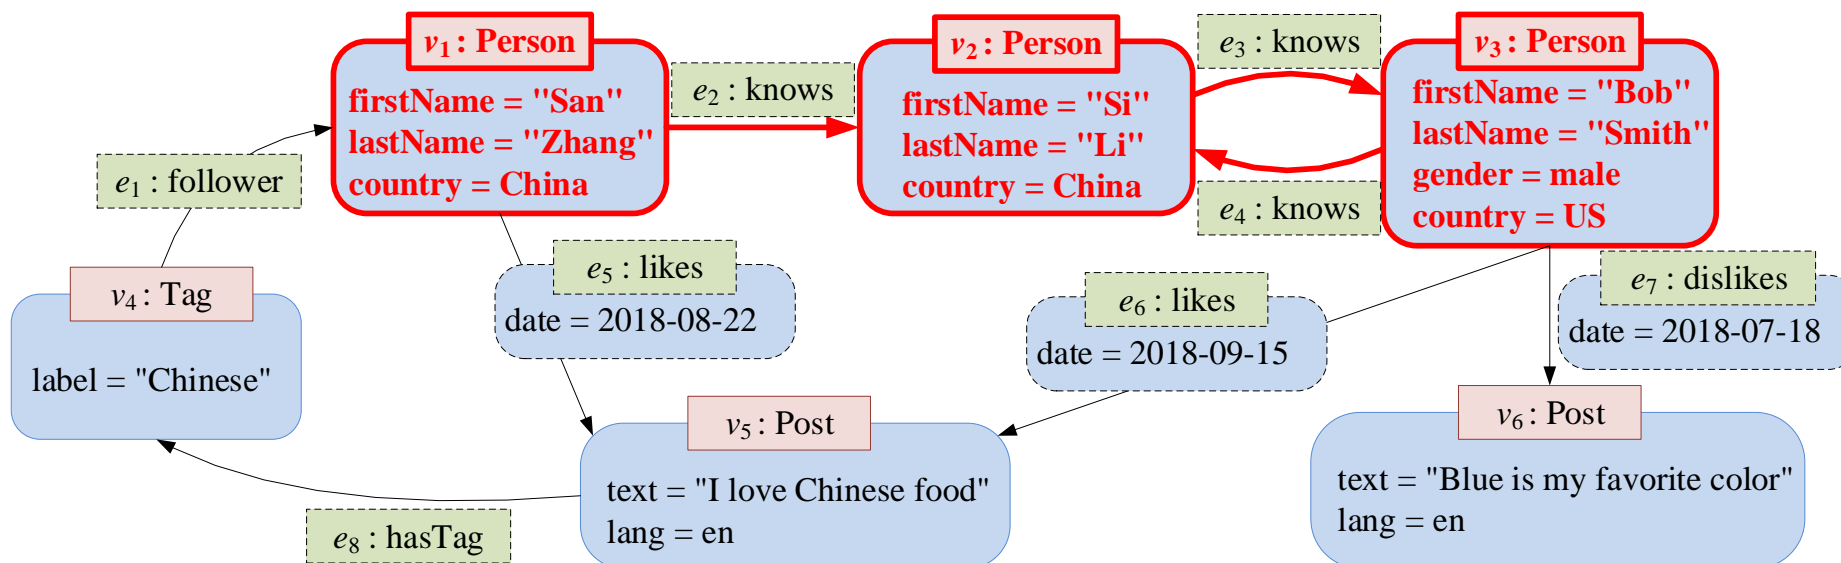 v1 : Person
firstName = "San"
lastName = "Zhang"
country = China
e2 : knows
v2 : Person
firstName = "Si"
lastName = "Li"
country = China
e3 : knows
e4 : knows
v3 : Person
firstName = "Bob"
lastName = "Smith"
gender = male
country = US
e1 : follower
v4 : Tag
label = "Chinese"
e5 : likes
date = 2018-08-22
e6 : likes
date = 2018-09-15
e7 : dislikes
date = 2018-07-18
v5 : Post
text = "I love Chinese food"
lang = en
v6 : Post
text = "Blue is my favorite color"
lang = en
e8 : hasTag